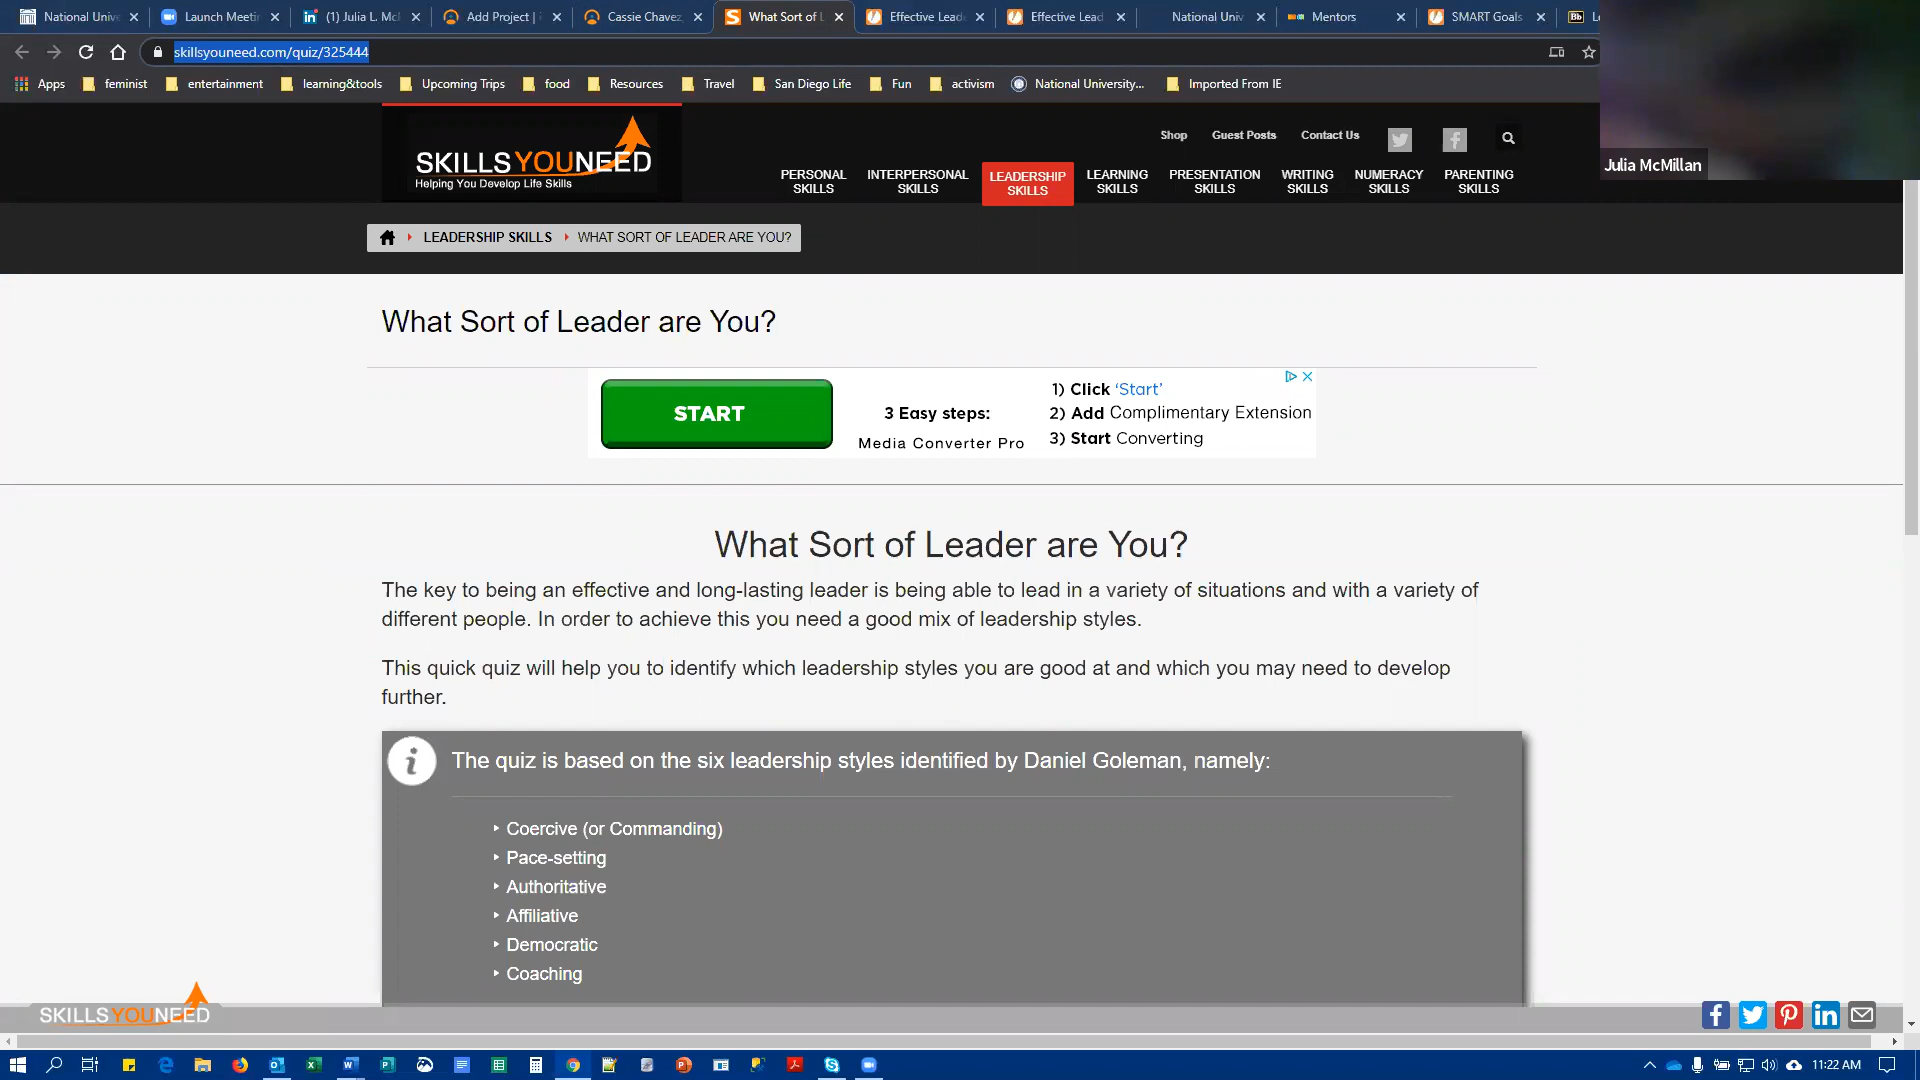 National Unive
Launch Meetin
(1) Julia L. Mc
Add Project |
Cassie Chavez,
What Sort of L
Effective Lead
Effective Lead
National Univ
Mentors
SMART Goals
Bb
skillsyouneed.com/quiz/325444
Apps
feminist
entertainment
learning&tools
Upcoming Trips
food
Resources
Travel
San Diego Life
Fun
activism
National University...
Imported From IE
SKILLSYOUNEED
Helping You Develop Life Skills
Shop
Guest Posts
Contact Us
Julia McMillan
PERSONAL
SKILLS
INTERPERSONAL
SKILLS
LEADERSHIP
SKILLS
LEARNING
SKILLS
PRESENTATION
SKILLS
WRITING
SKILLS
NUMERACY
SKILLS
PARENTING
SKILLS
LEADERSHIP SKILLS
WHAT SORT OF LEADER ARE YOU?
What Sort of Leader are You?
START
3 Easy steps:
Media Converter Pro
1) Click ‘Start’
2) Add Complimentary Extension
3) Start Converting
What Sort of Leader are You?
The key to being an effective and long-lasting leader is being able to lead in a variety of situations and with a variety of
different people. In order to achieve this you need a good mix of leadership styles.
This quick quiz will help you to identify which leadership styles you are good at and which you may need to develop
further.
The quiz is based on the six leadership styles identified by Daniel Goleman, namely:
Coercive (or Commanding)
Pace-setting
Authoritative
Affiliative
Democratic
Coaching
SKILLSYOUNEED
11:22 AM